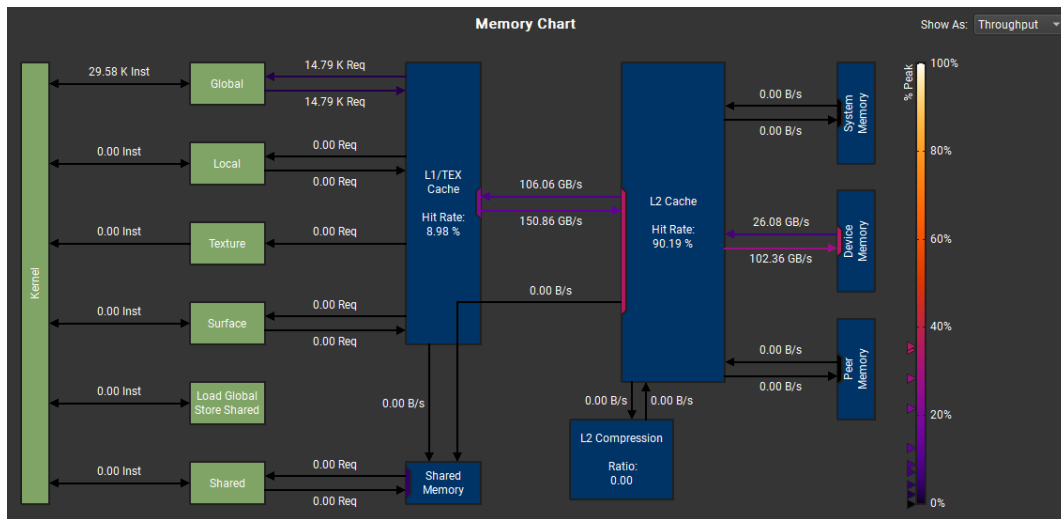 Memory Chart
Show As: Throughput
Kernel
29.58 K Inst
Global
14.79 K Req
14.79 K Req
0.00 Inst
Local
0.00 Req
0.00 Req
0.00 Inst
Texture
0.00 Req
0.00 Inst
Surface
0.00 Req
0.00 Req
0.00 Inst
Load Global
Store Shared
0.00 Inst
Shared
0.00 Req
0.00 Req
L1/TEX
Cache
Hit Rate:
8.98 %
106.06 GB/s
150.86 GB/s
0.00 B/s
0.00 B/s
Shared
Memory
L2 Cache
Hit Rate:
90.19 %
0.00 B/s
0.00 B/s
L2 Compression
Ratio:
0.00
0.00 B/s
0.00 B/s
System
Memory
26.08 GB/s
102.36 GB/s
Device
Memory
0.00 B/s
0.00 B/s
Peer
Memory
% Peak
100%
80%
60%
40%
20%
0%